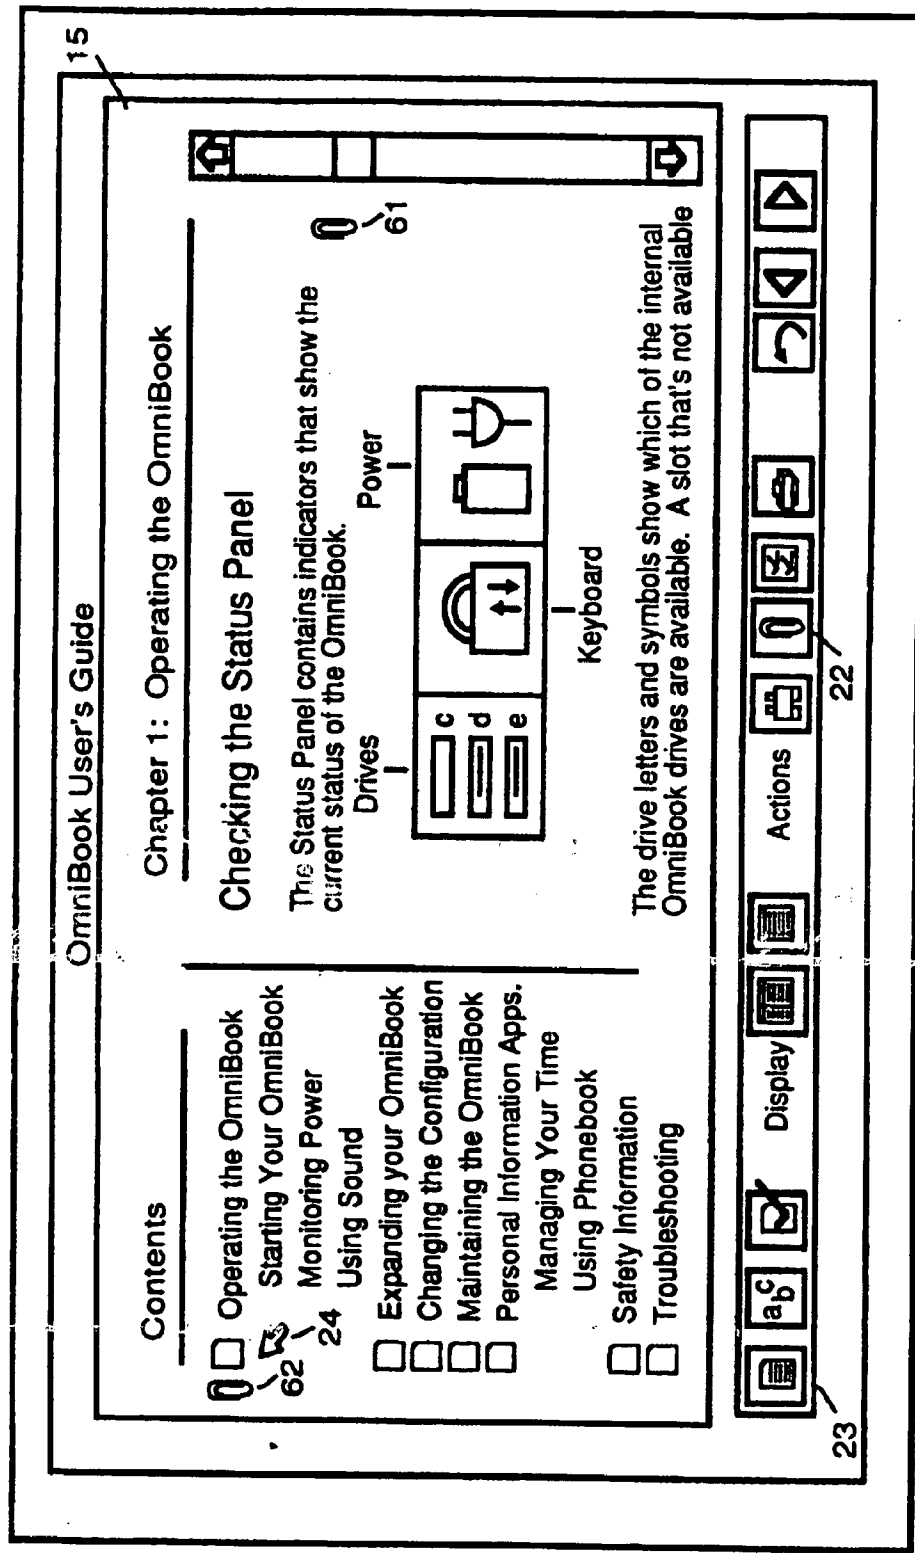 15
OmniBook User's Guide
Contents
Operating the OmniBook
Starting Your OmniBook
Monitoring Power
Using Sound
Expanding your OmniBook
Changing the Configuration
Maintaining the OmniBook
Personal Information Apps.
Managing Your Time
Using Phonebook
Safety Information
Troubleshooting
62
24
Chapter 1: Operating the OmniBook
Checking the Status Panel
The Status Panel contains indicators that show the
current status of the OmniBook.
61
Drives
Power
c
d
e
Keyboard
The drive letters and symbols show which of the internal
OmniBook drives are available. A slot that's not available
abc
Display
Actions
23
22